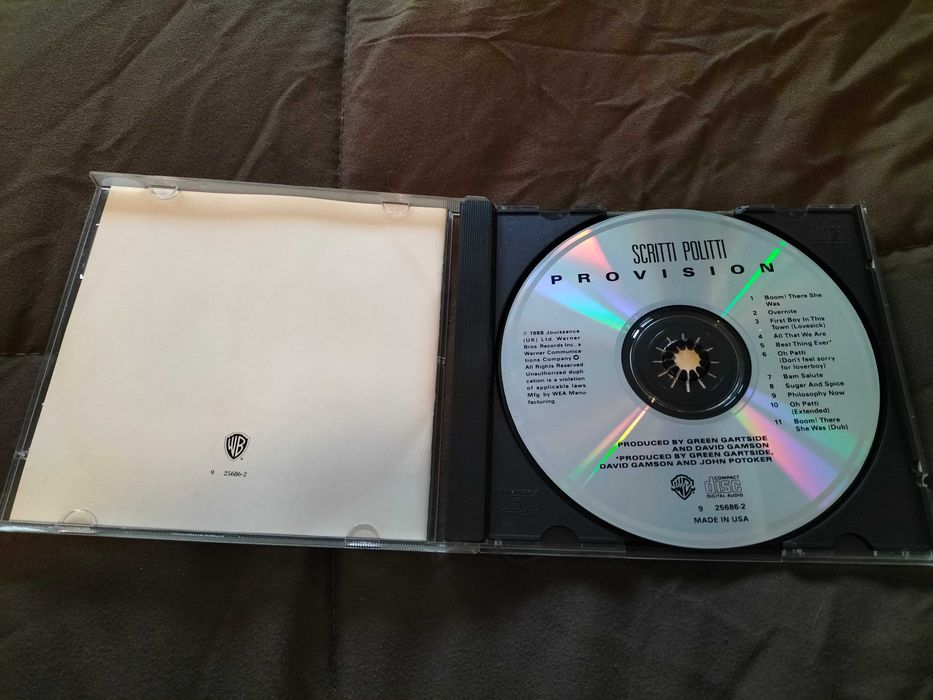 WB
9 25686-2
SCRITTI POLITTI
PROVISION
℗ 1988 Jouissance
(UK) Ltd. Warner
Bros. Records Inc., a
Warner Communica-
tions Company
All Rights Reserved.
Unauthorized dupli-
cation is a violation
of applicable laws.
Mfg. by WEA Manu-
facturing.
1 Boom! There She
Was
2 Overnite
3 First Boy In This
Town (Lovesick)
4 All That We Are
5 Best Thing Ever*
6 Oh Patti
(Don't feel sorry
for loverboy)
7 Bam Salute
8 Sugar And Spice
9 Philosophy Now
10 Oh Patti
(Extended)
11 Boom! There
She Was (Dub)
PRODUCED BY GREEN GARTSIDE
AND DAVID GAMSON
*PRODUCED BY GREEN GARTSIDE,
DAVID GAMSON AND JOHN POTOKER
COMPACT
disc
DIGITAL AUDIO
9 25686-2
MADE IN USA